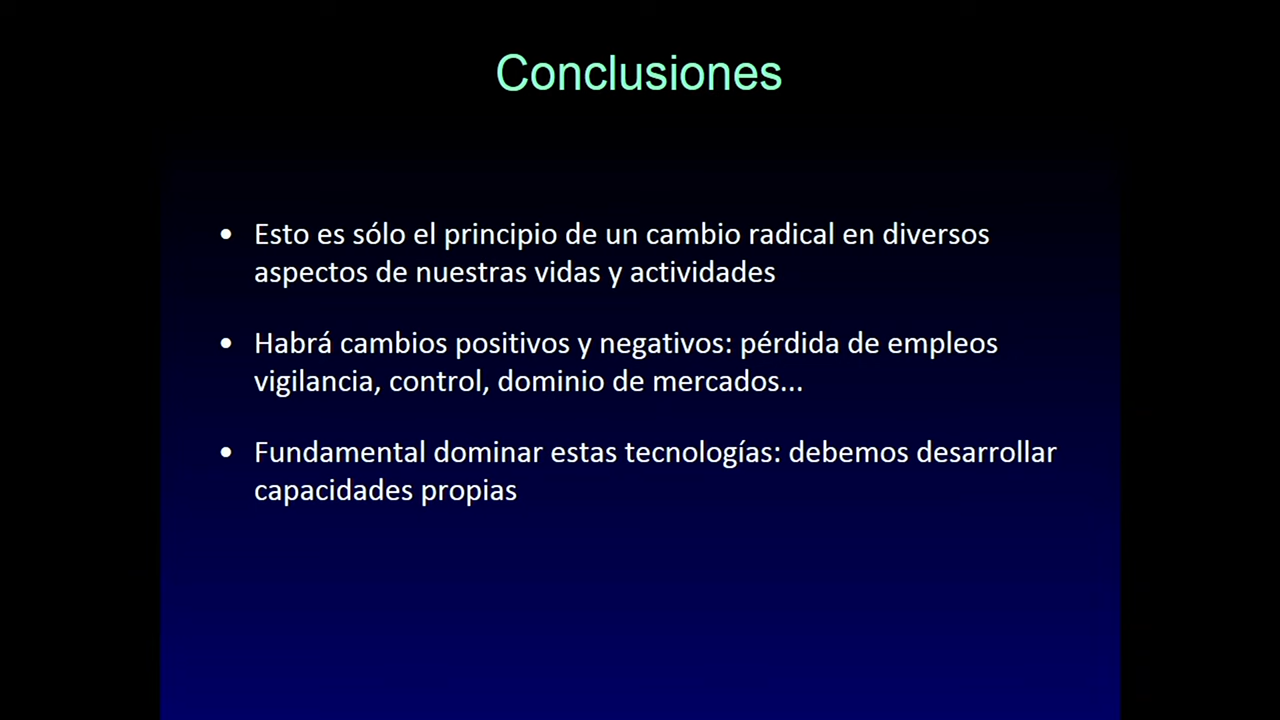 Conclusiones
• Esto es sólo el principio de un cambio radical en diversos
aspectos de nuestras vidas y actividades
• Habrá cambios positivos y negativos: pérdida de empleos
vigilancia, control, dominio de mercados...
• Fundamental dominar estas tecnologías: debemos desarrollar
capacidades propias